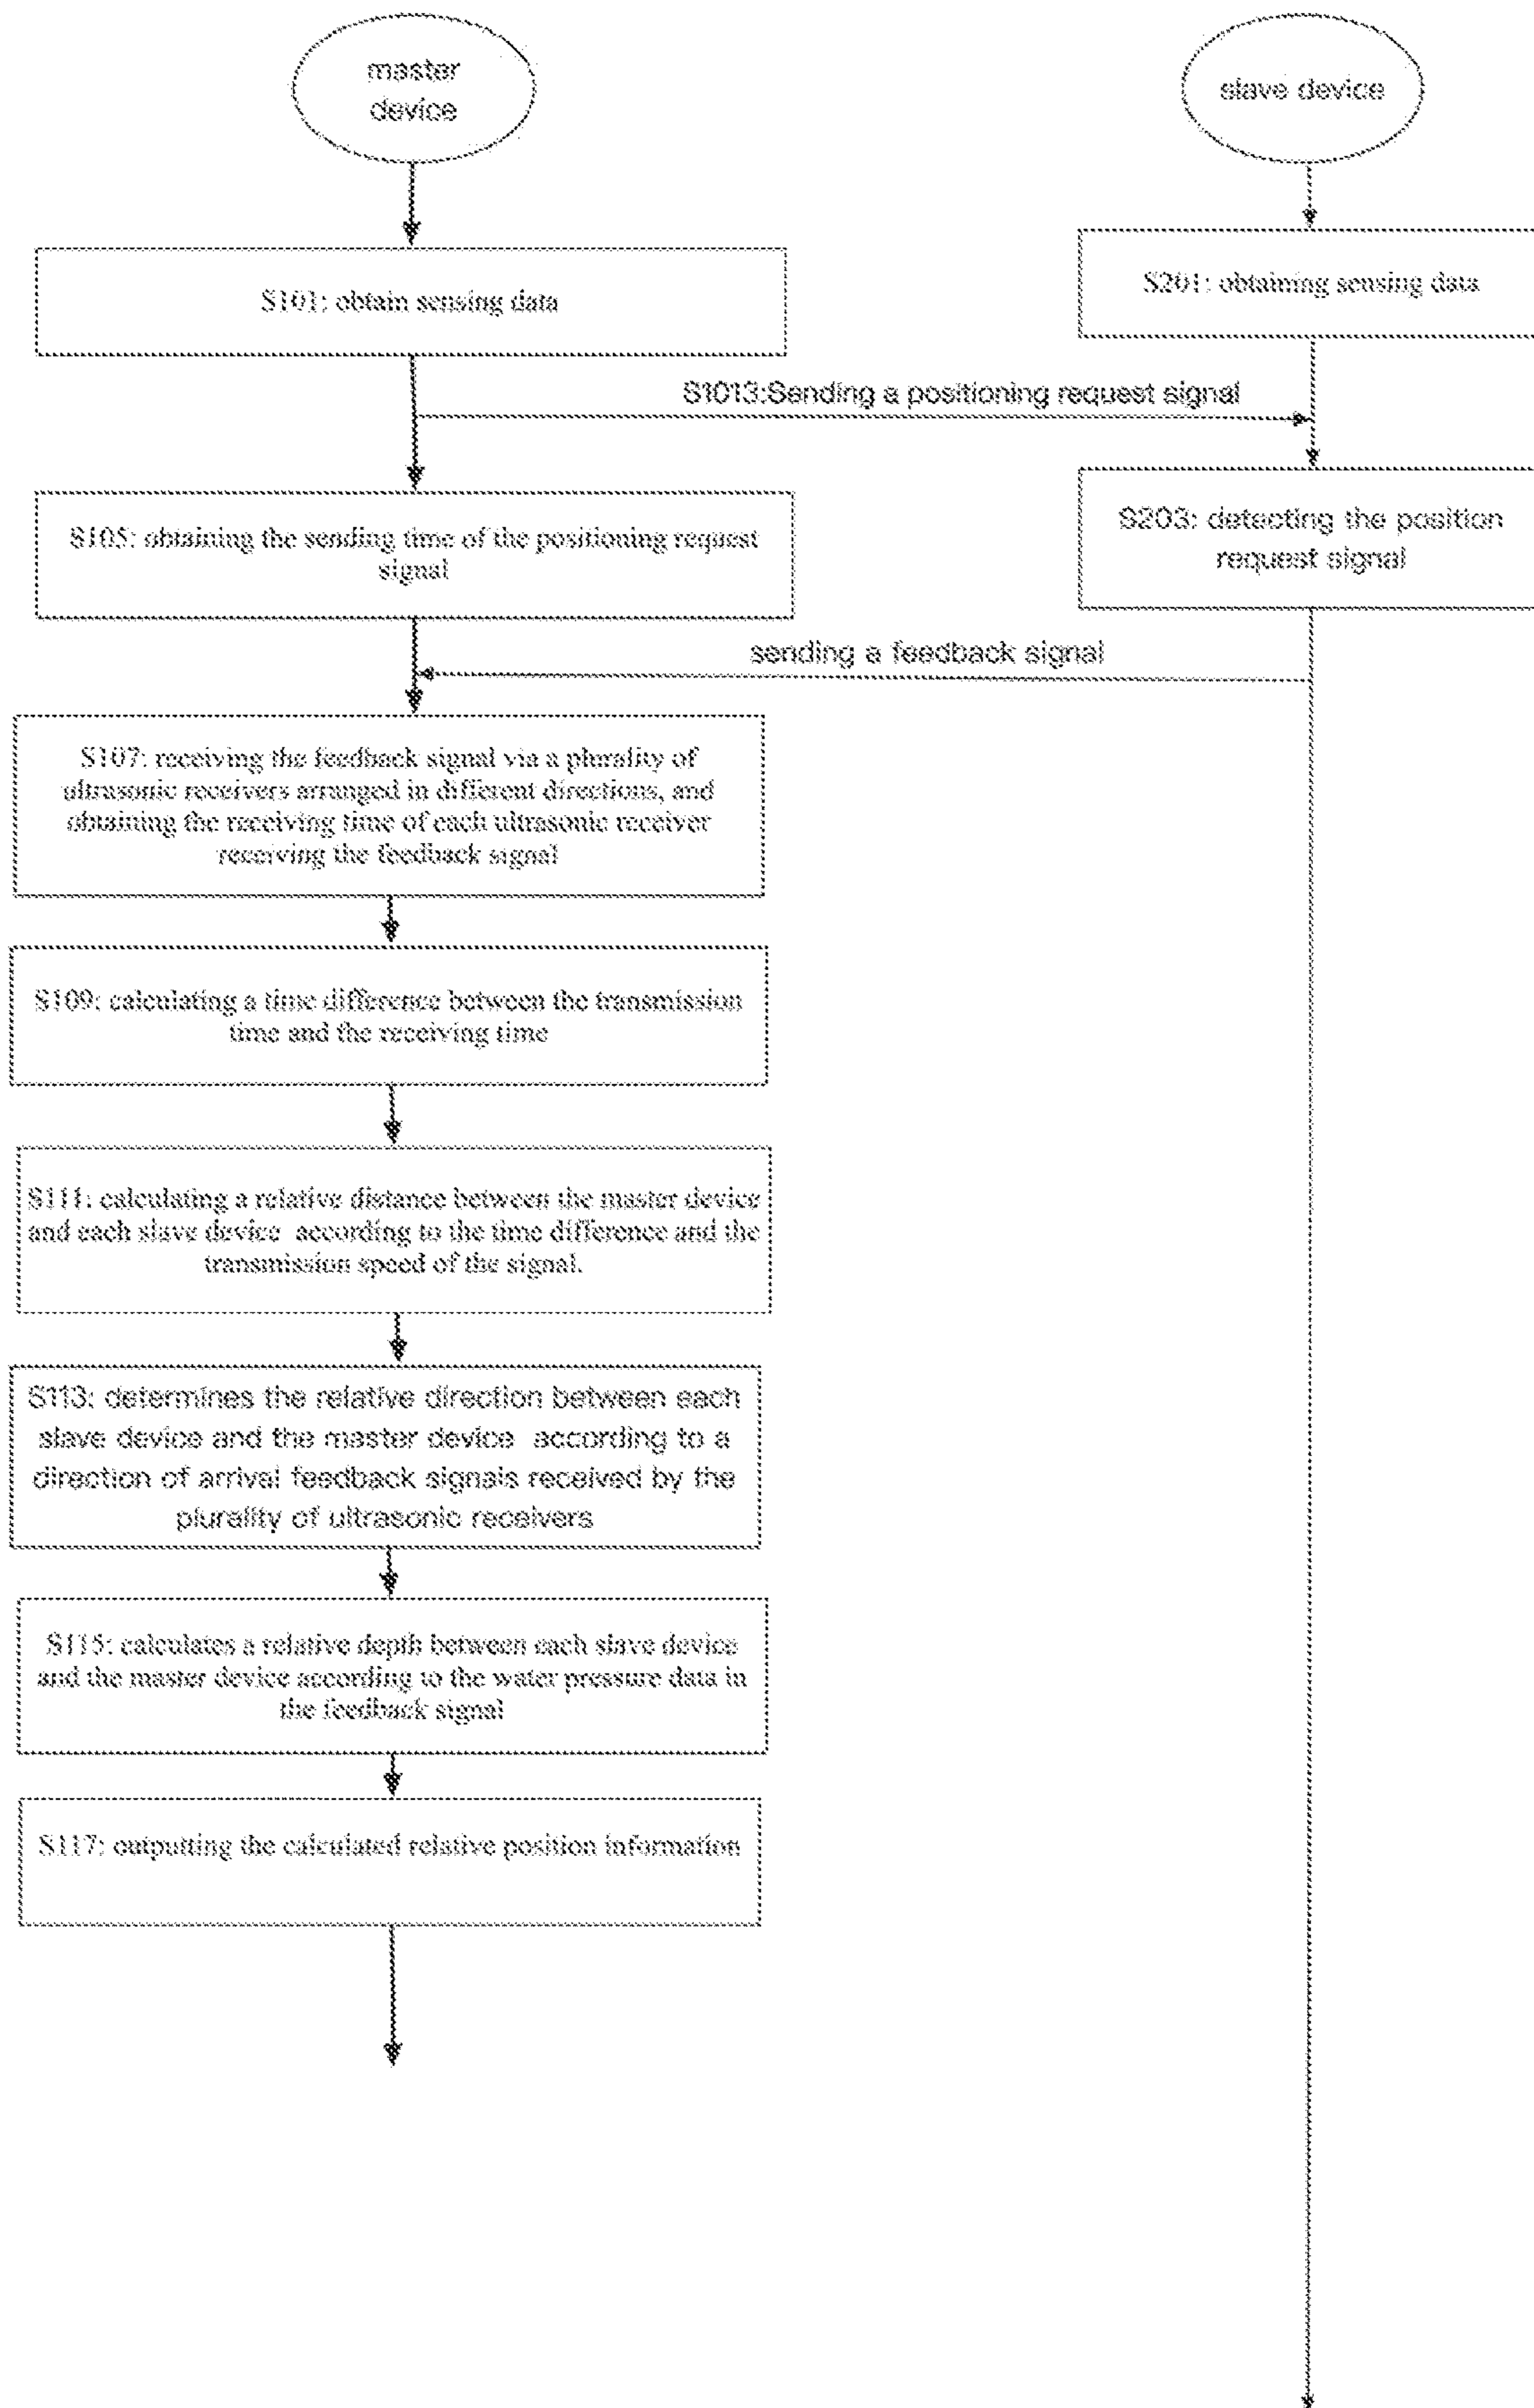 master
device
slave device
S101: obtain sensing data
S201: obtaining sensing data
S1013:Sending a positioning request signal
S105: obtaining the sending time of the positioning request
signal
S203: detecting the position
request signal
sending a feedback signal
S107: receiving the feedback signal via a plurality of
ultrasonic receivers arranged in different directions, and
obtaining the receiving time of each ultrasonic receiver
receiving the feedback signal
S109: calculating a time difference between the transmission
time and the receiving time
S111: calculating a relative distance between the master device
and each slave device according to the time difference and the
transmission speed of the signal.
S113: determines the relative direction between each
slave device and the master device according to a
direction of arrival feedback signals received by the
plurality of ultrasonic receivers
S115: calculates a relative depth between each slave device
and the master device according to the water pressure data in
the feedback signal
S117: outputting the calculated relative position information